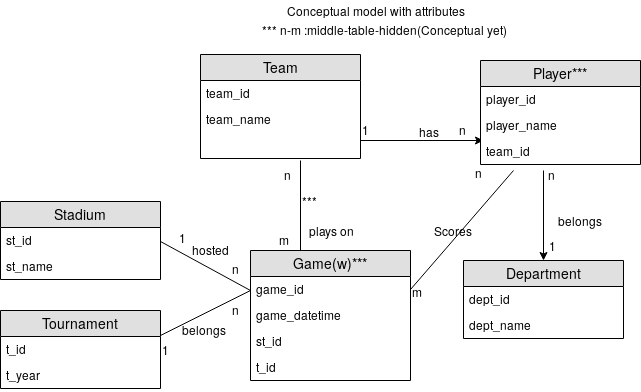 Conceptual model with attributes
*** n-m :middle-table-hidden(Conceptual yet)
Team
team_id
team_name
Player***
player_id
player_name
team_id
1 has n
n
***
m plays on
n
Scores
m
n
belongs
1
Stadium
st_id
st_name
1 hosted n
Game(w)***
game_id
game_datetime
st_id
t_id
Department
dept_id
dept_name
Tournament
t_id
t_year
n
belongs
1